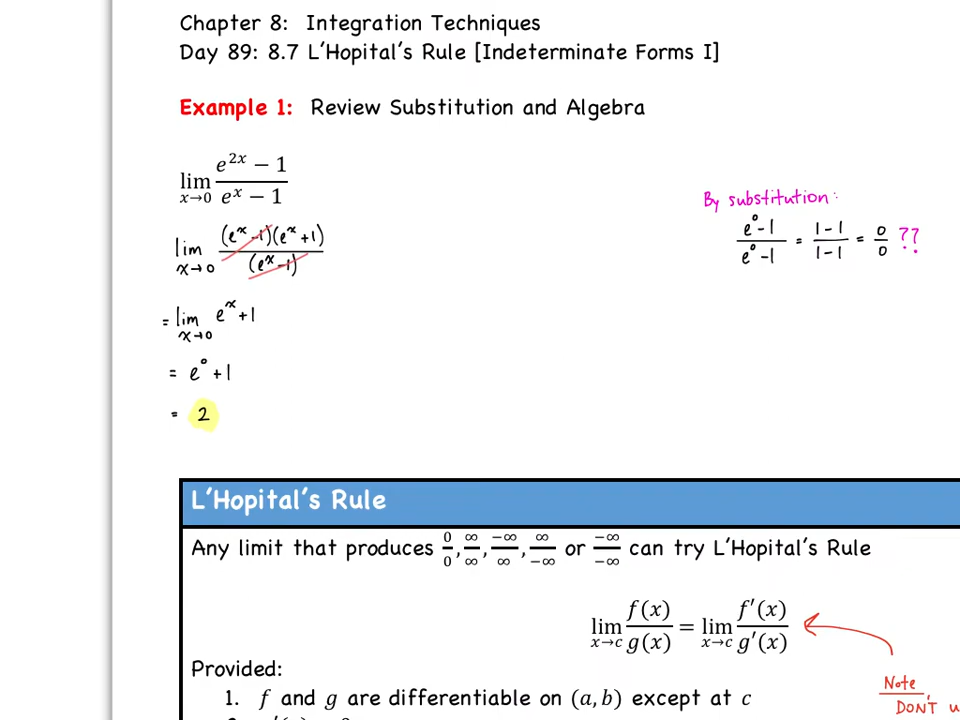 Chapter 8: Integration Techniques
Day 89: 8.7 L'Hopital's Rule [Indeterminate Forms I]
Example 1: Review Substitution and Algebra
lim x→0 (e^{2x} − 1)/(e^x − 1)
By substitution:
(e^0 - 1)/(e^0 - 1) = (1 - 1)/(1 - 1) = 0/0 ??
lim x→0 ((e^x - 1)(e^x + 1))/((e^x - 1))
= lim x→0 e^x + 1
= e^0 + 1
= 2
L'Hopital's Rule
Any limit that produces 0/0, ∞/∞, −∞/∞, ∞/−∞ or −∞/−∞ can try L'Hopital's Rule
lim x→c f(x)/g(x) = lim x→c f′(x)/g′(x)
Note
DON'T
Provided:
1. f and g are differentiable on (a, b) except at c